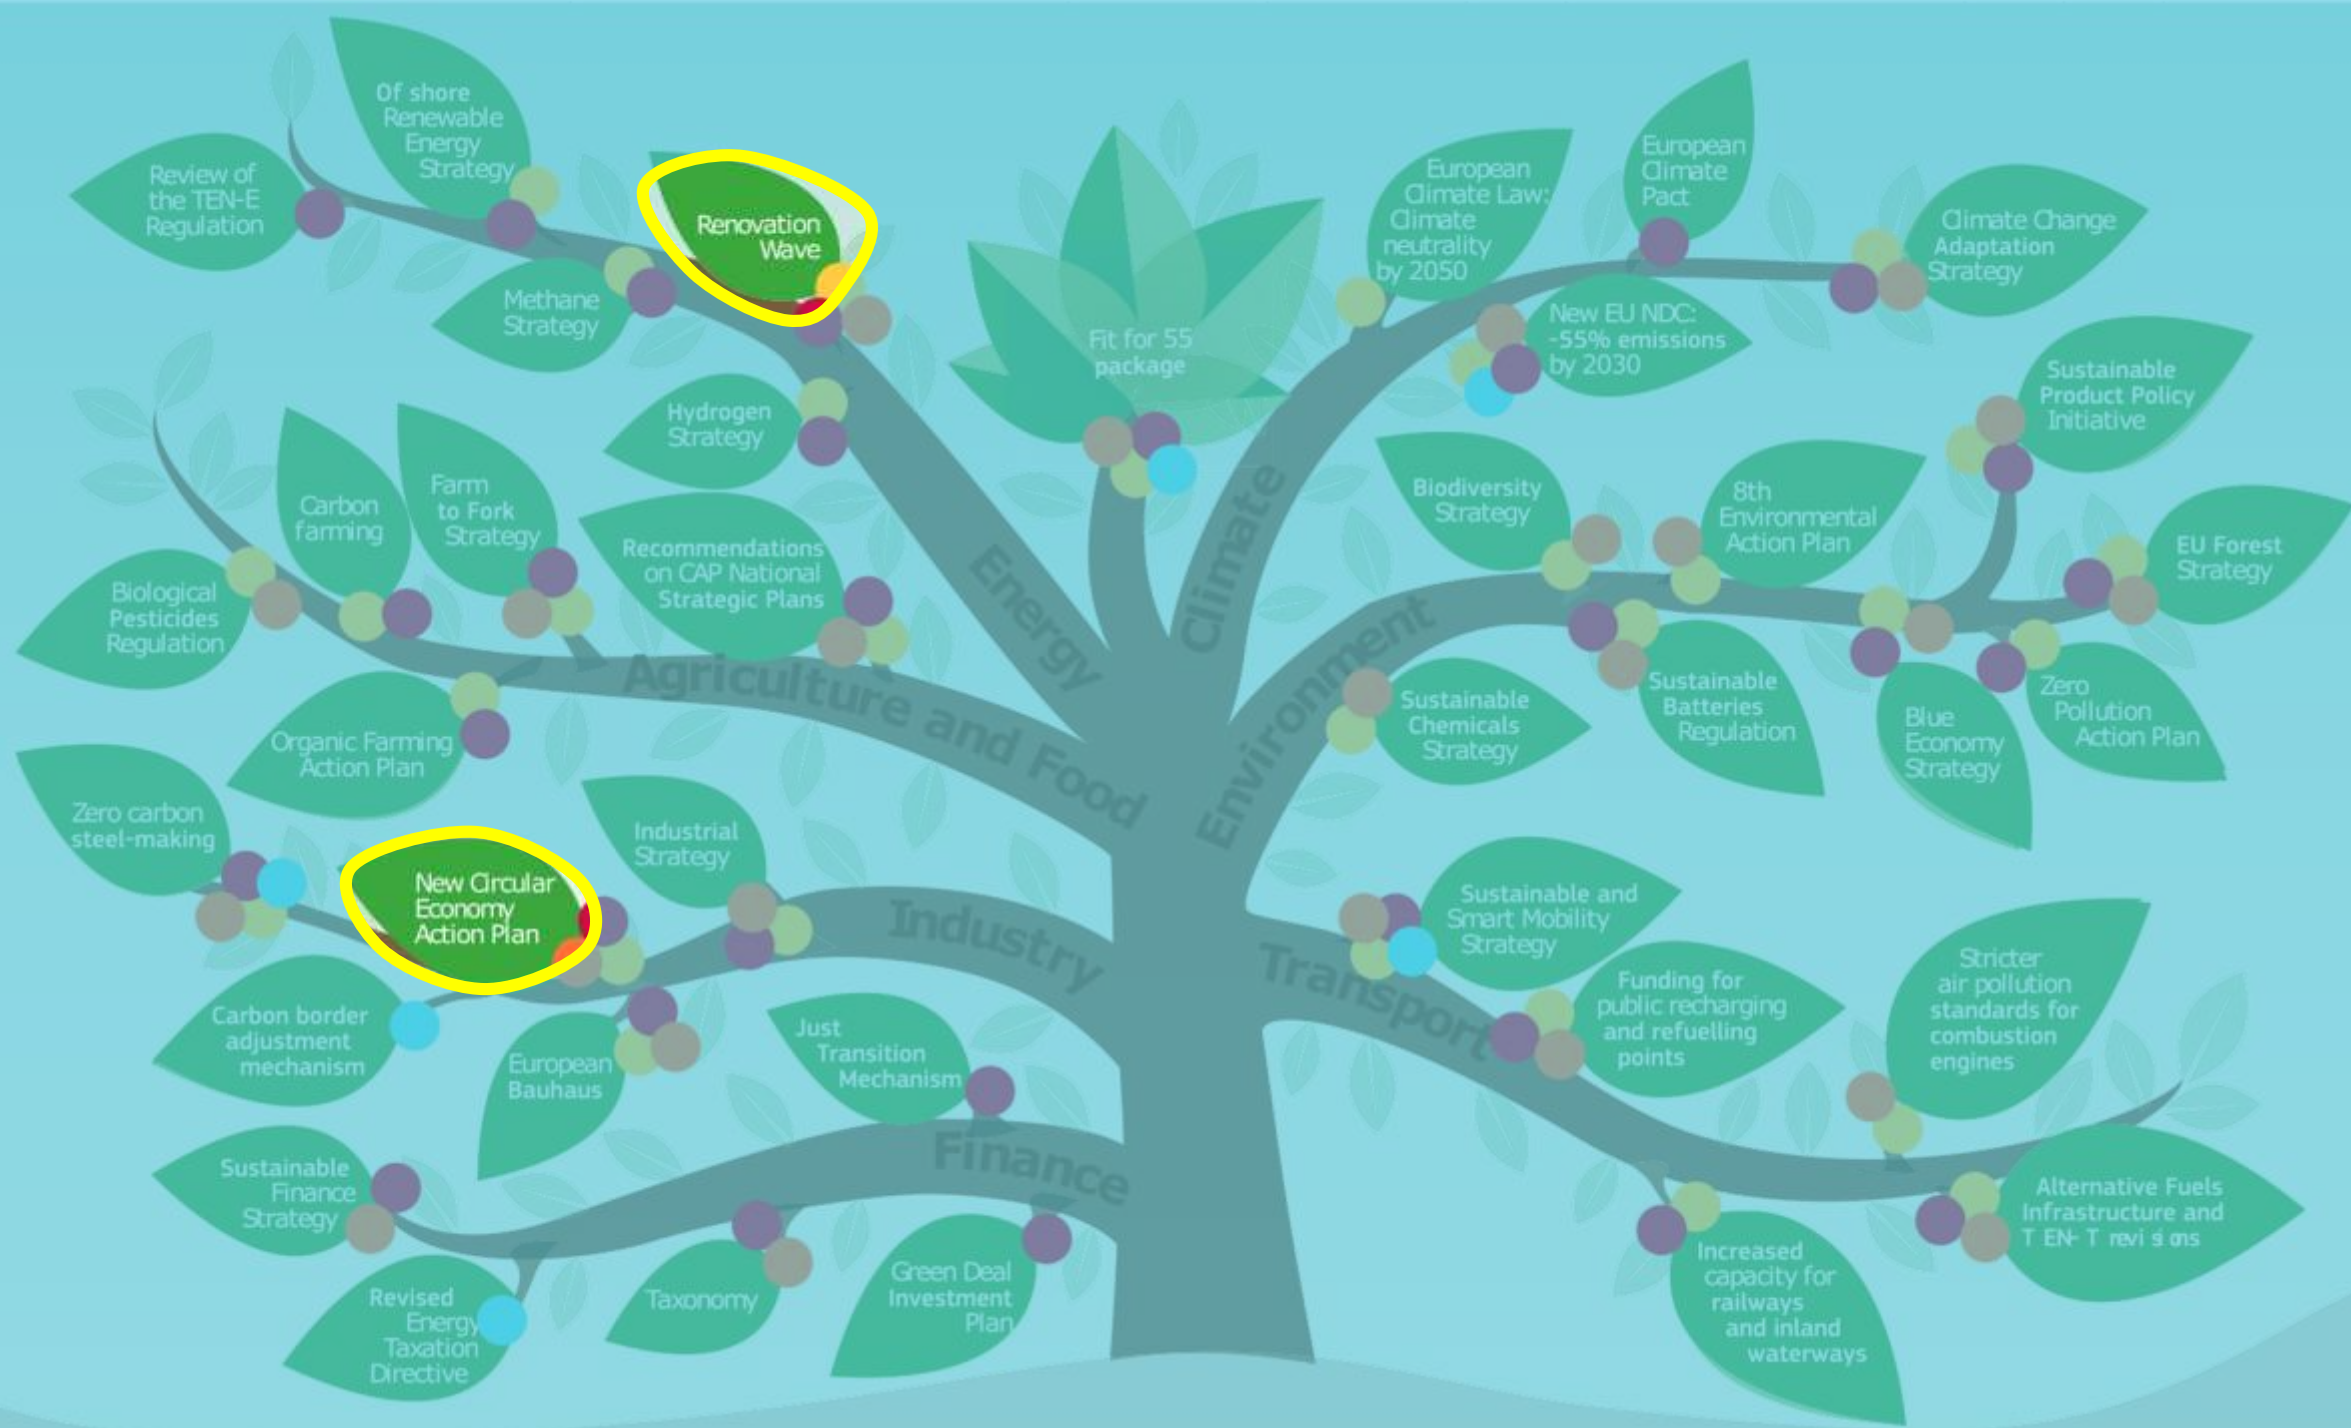 Of shore
Renewable
Energy
Strategy
Review of
the TEN-E
Regulation
Renovation
Wave
Methane
Strategy
Hydrogen
Strategy
Fit for 55
package
European
Climate Law:
Climate
neutrality
by 2050
European
Climate
Pact
Climate Change
Adaptation
Strategy
New EU NDC:
-55% emissions
by 2030
Sustainable
Product Policy
Initiative
Carbon
farming
Farm
to Fork
Strategy
Recommendations
on CAP National
Strategic Plans
Biological
Pesticides
Regulation
Organic Farming
Action Plan
Energy
Climate
Agriculture and Food
Environment
Biodiversity
Strategy
8th
Environmental
Action Plan
EU Forest
Strategy
Sustainable
Chemicals
Strategy
Sustainable
Batteries
Regulation
Blue
Economy
Strategy
Zero
Pollution
Action Plan
Zero carbon
steel-making
New Circular
Economy
Action Plan
Industrial
Strategy
Industry
Carbon border
adjustment
mechanism
European
Bauhaus
Just
Transition
Mechanism
Finance
Sustainable
Finance
Strategy
Revised
Energy
Taxation
Directive
Taxonomy
Green Deal
Investment
Plan
Transport
Sustainable and
Smart Mobility
Strategy
Funding for
public recharging
and refuelling
points
Stricter
air pollution
standards for
combustion
engines
Increased
capacity for
railways
and inland
waterways
Alternative Fuels
Infrastructure and
TEN-T revisions